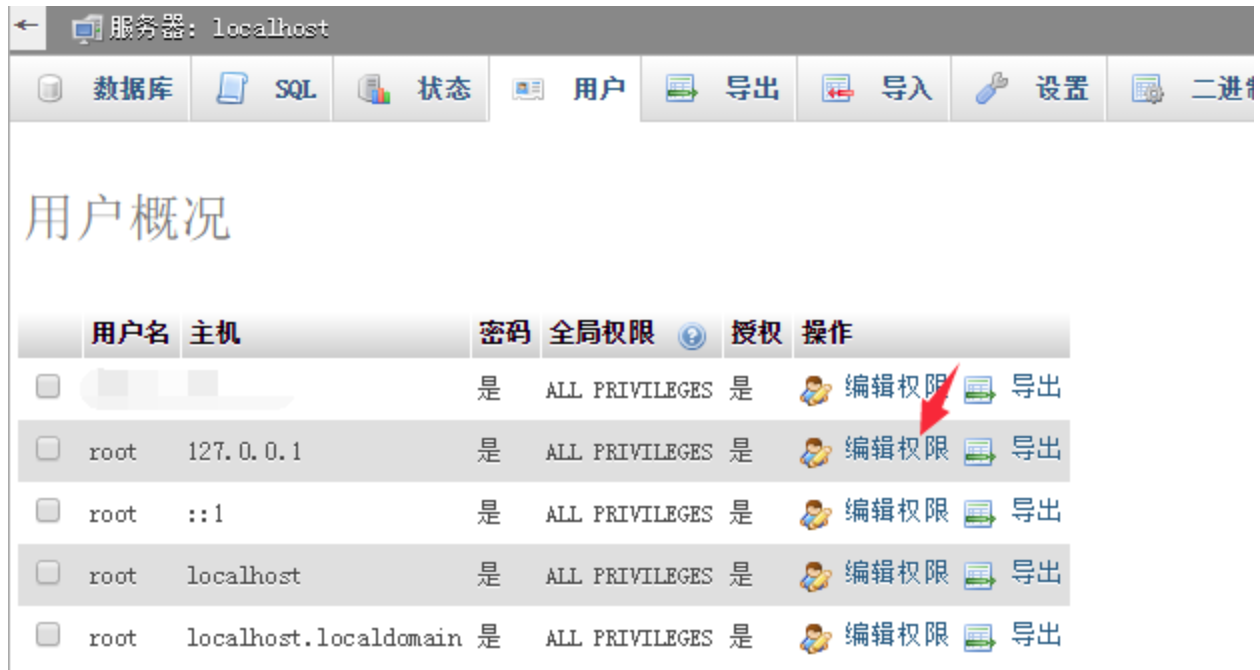 服务器: localhost
数据库 SQL 状态 用户 导出 导入 设置 二进制
用户概况
用户名 主机 密码 全局权限 授权 操作
是 ALL PRIVILEGES 是 编辑权限 导出
root 127.0.0.1 是 ALL PRIVILEGES 是 编辑权限 导出
root ::1 是 ALL PRIVILEGES 是 编辑权限 导出
root localhost 是 ALL PRIVILEGES 是 编辑权限 导出
root localhost.localdomain 是 ALL PRIVILEGES 是 编辑权限 导出